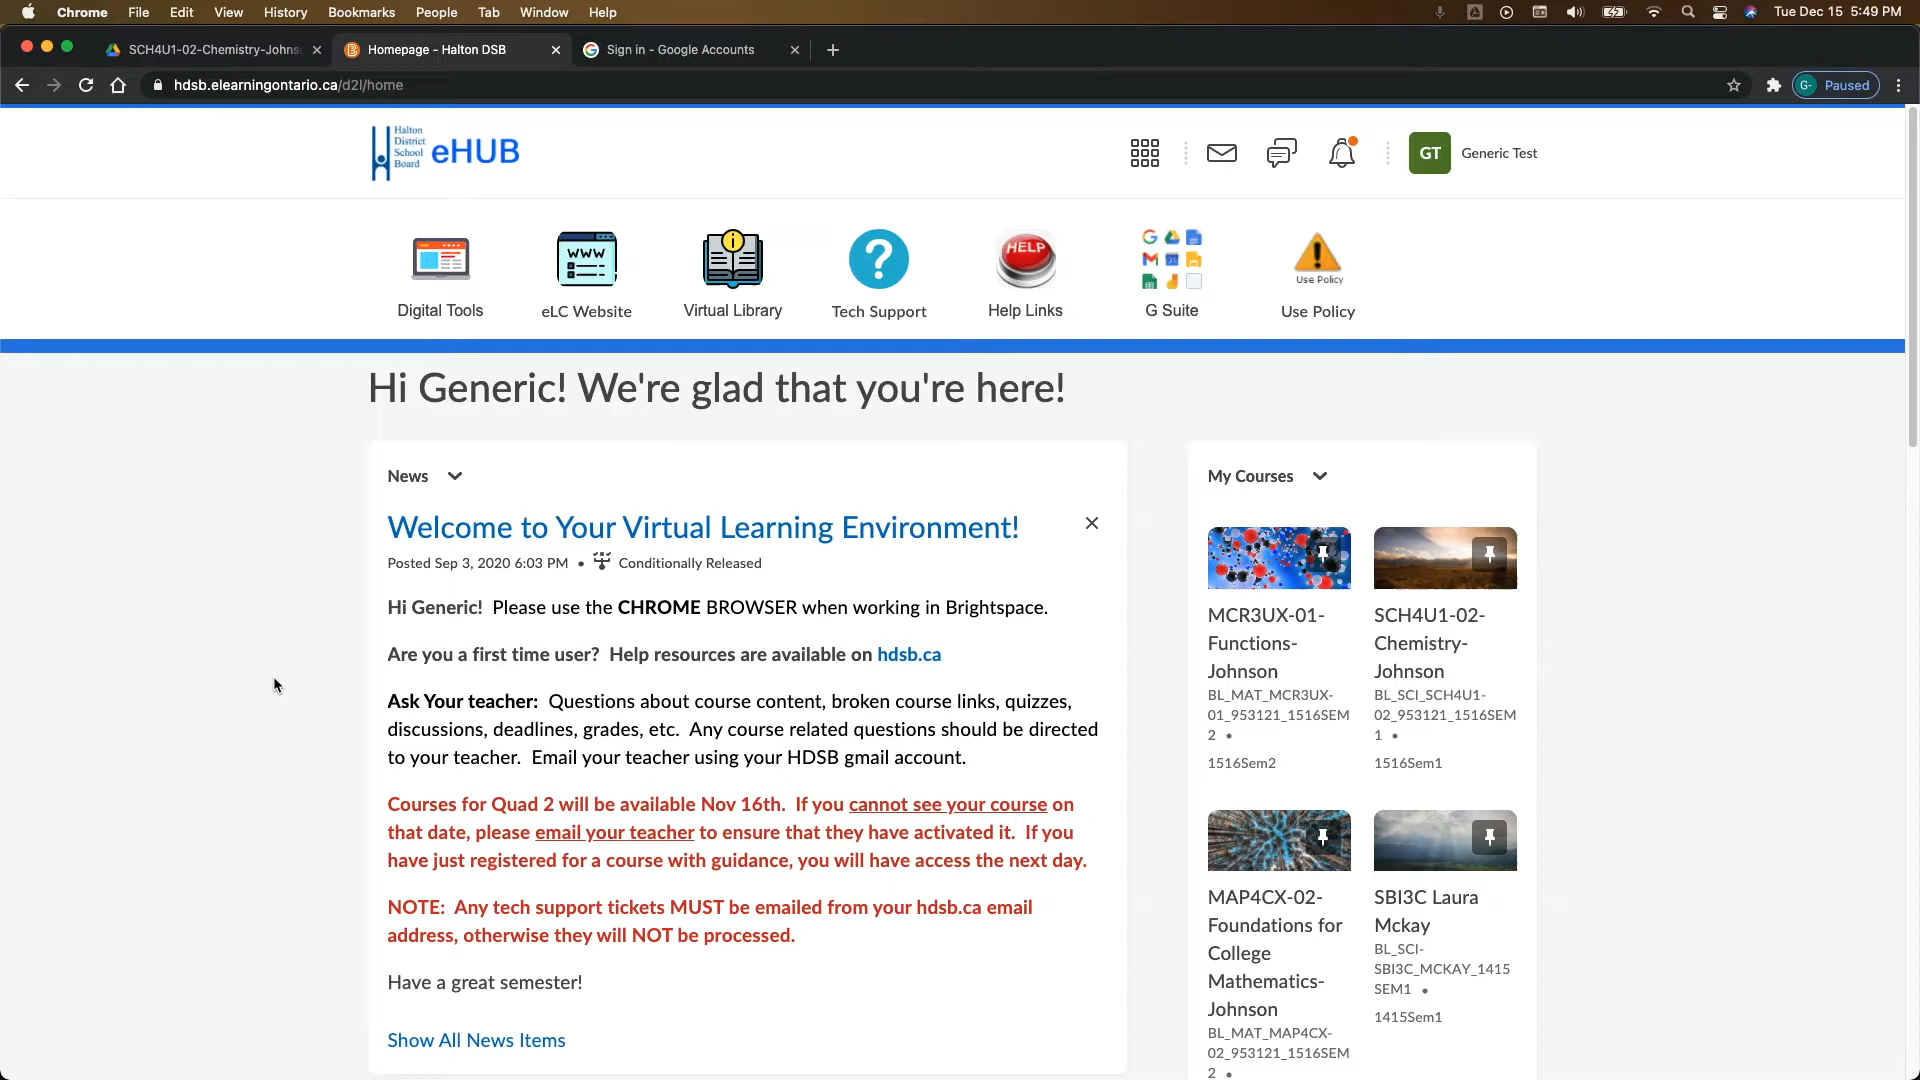 Chrome File Edit View History Bookmarks People Tab Window Help Tue Dec 15 5:49 PM
SCH4U1-02-Chemistry-Johns
Homepage - Halton DSB
Sign in - Google Accounts
hdsb.elearningontario.ca/d2l/home
G- Paused
Halton
District
School
Board
eHUB
GT Generic Test
WWW
i
?
HELP
Use Policy
Digital Tools
eLC Website
Virtual Library
Tech Support
Help Links
G Suite
Use Policy
Hi Generic! We're glad that you're here!
News
Welcome to Your Virtual Learning Environment!
Posted Sep 3, 2020 6:03 PM • Conditionally Released
Hi Generic! Please use the CHROME BROWSER when working in Brightspace.
Are you a first time user? Help resources are available on hdsb.ca
Ask Your teacher: Questions about course content, broken course links, quizzes,
discussions, deadlines, grades, etc. Any course related questions should be directed
to your teacher. Email your teacher using your HDSB gmail account.
Courses for Quad 2 will be available Nov 16th. If you cannot see your course on
that date, please email your teacher to ensure that they have activated it. If you
have just registered for a course with guidance, you will have access the next day.
NOTE: Any tech support tickets MUST be emailed from your hdsb.ca email
address, otherwise they will NOT be processed.
Have a great semester!
Show All News Items
My Courses
MCR3UX-01-
Functions-
Johnson
BL_MAT_MCR3UX-
01_953121_1516SEM
2 •
1516Sem2
SCH4U1-02-
Chemistry-
Johnson
BL_SCI_SCH4U1-
02_953121_1516SEM
1 •
1516Sem1
MAP4CX-02-
Foundations for
College
Mathematics-
Johnson
BL_MAT_MAP4CX-
02_953121_1516SEM
2 •
SBI3C Laura
Mckay
BL_SCI-
SBI3C_MCKAY_1415
SEM1 •
1415Sem1